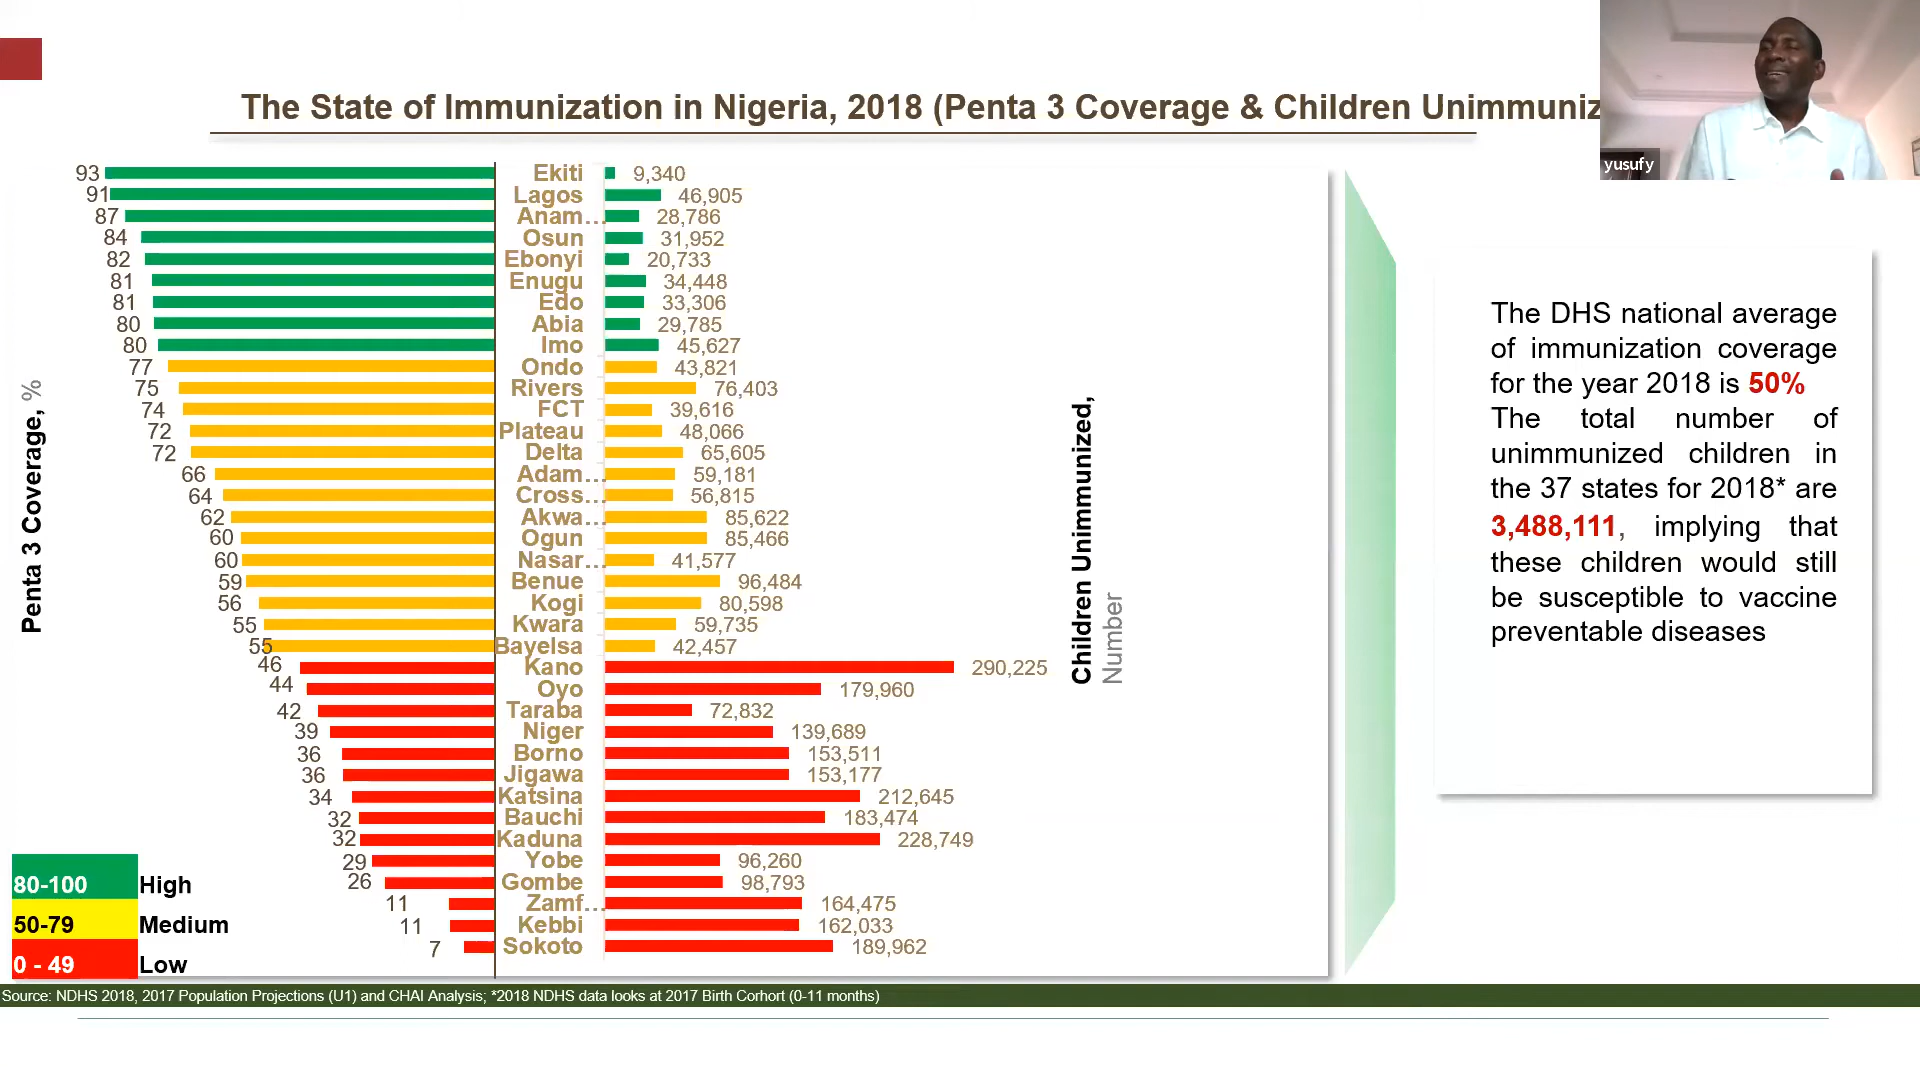 The State of Immunization in Nigeria, 2018 (Penta 3 Coverage & Children Unimmuniz
yusufy
Penta 3 Coverage, %
93 Ekiti 9,340
91 Lagos 46,905
87 Anam... 28,786
84 Osun 31,952
82 Ebonyi 20,733
81 Enugu 34,448
81 Edo 33,306
80 Abia 29,785
80 Imo 45,627
77 Ondo 43,821
75 Rivers 76,403
74 FCT 39,616
72 Plateau 48,066
72 Delta 65,605
66 Adam... 59,181
64 Cross... 56,815
62 Akwa... 85,622
60 Ogun 85,466
60 Nasar... 41,577
59 Benue 96,484
56 Kogi 80,598
55 Kwara 59,735
55 Bayelsa 42,457
46 Kano 290,225
44 Oyo 179,960
42 Taraba 72,832
39 Niger 139,689
36 Borno 153,511
36 Jigawa 153,177
34 Katsina 212,645
32 Bauchi 183,474
32 Kaduna 228,749
29 Yobe 96,260
26 Gombe 98,793
11 Zamf... 164,475
11 Kebbi 162,033
7 Sokoto 189,962
Children Unimmunized,
Number
80-100 High
50-79 Medium
0 - 49 Low
The DHS national average
of immunization coverage
for the year 2018 is 50%
The total number of
unimmunized children in
the 37 states for 2018* are
3,488,111, implying that
these children would still
be susceptible to vaccine
preventable diseases
Source: NDHS 2018, 2017 Population Projections (U1) and CHAI Analysis; *2018 NDHS data looks at 2017 Birth Corhort (0-11 months)